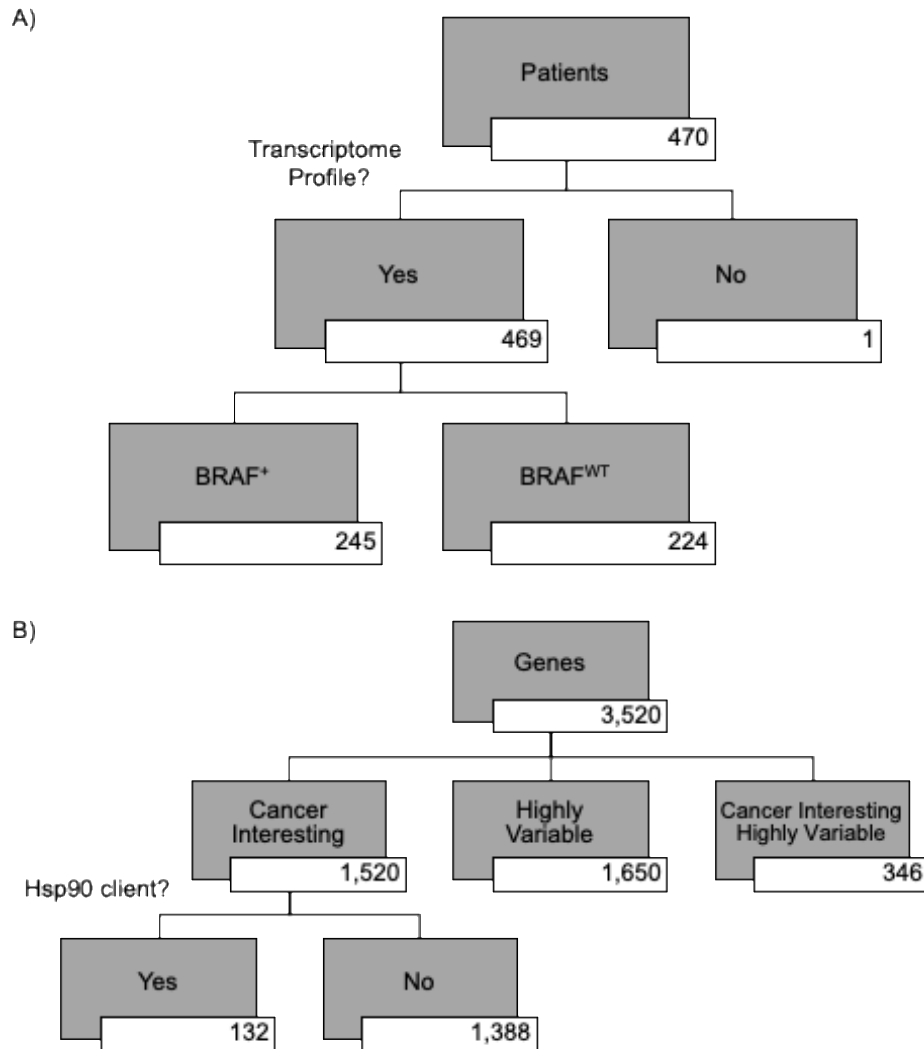 A)
Patients
470
Transcriptome
Profile?
Yes
469
No
1
BRAF⁺
245
BRAFᵂᵀ
224
B)
Genes
3,520
Cancer
Interesting
1,520
Highly
Variable
1,650
Cancer Interesting
Highly Variable
346
Hsp90 client?
Yes
132
No
1,388